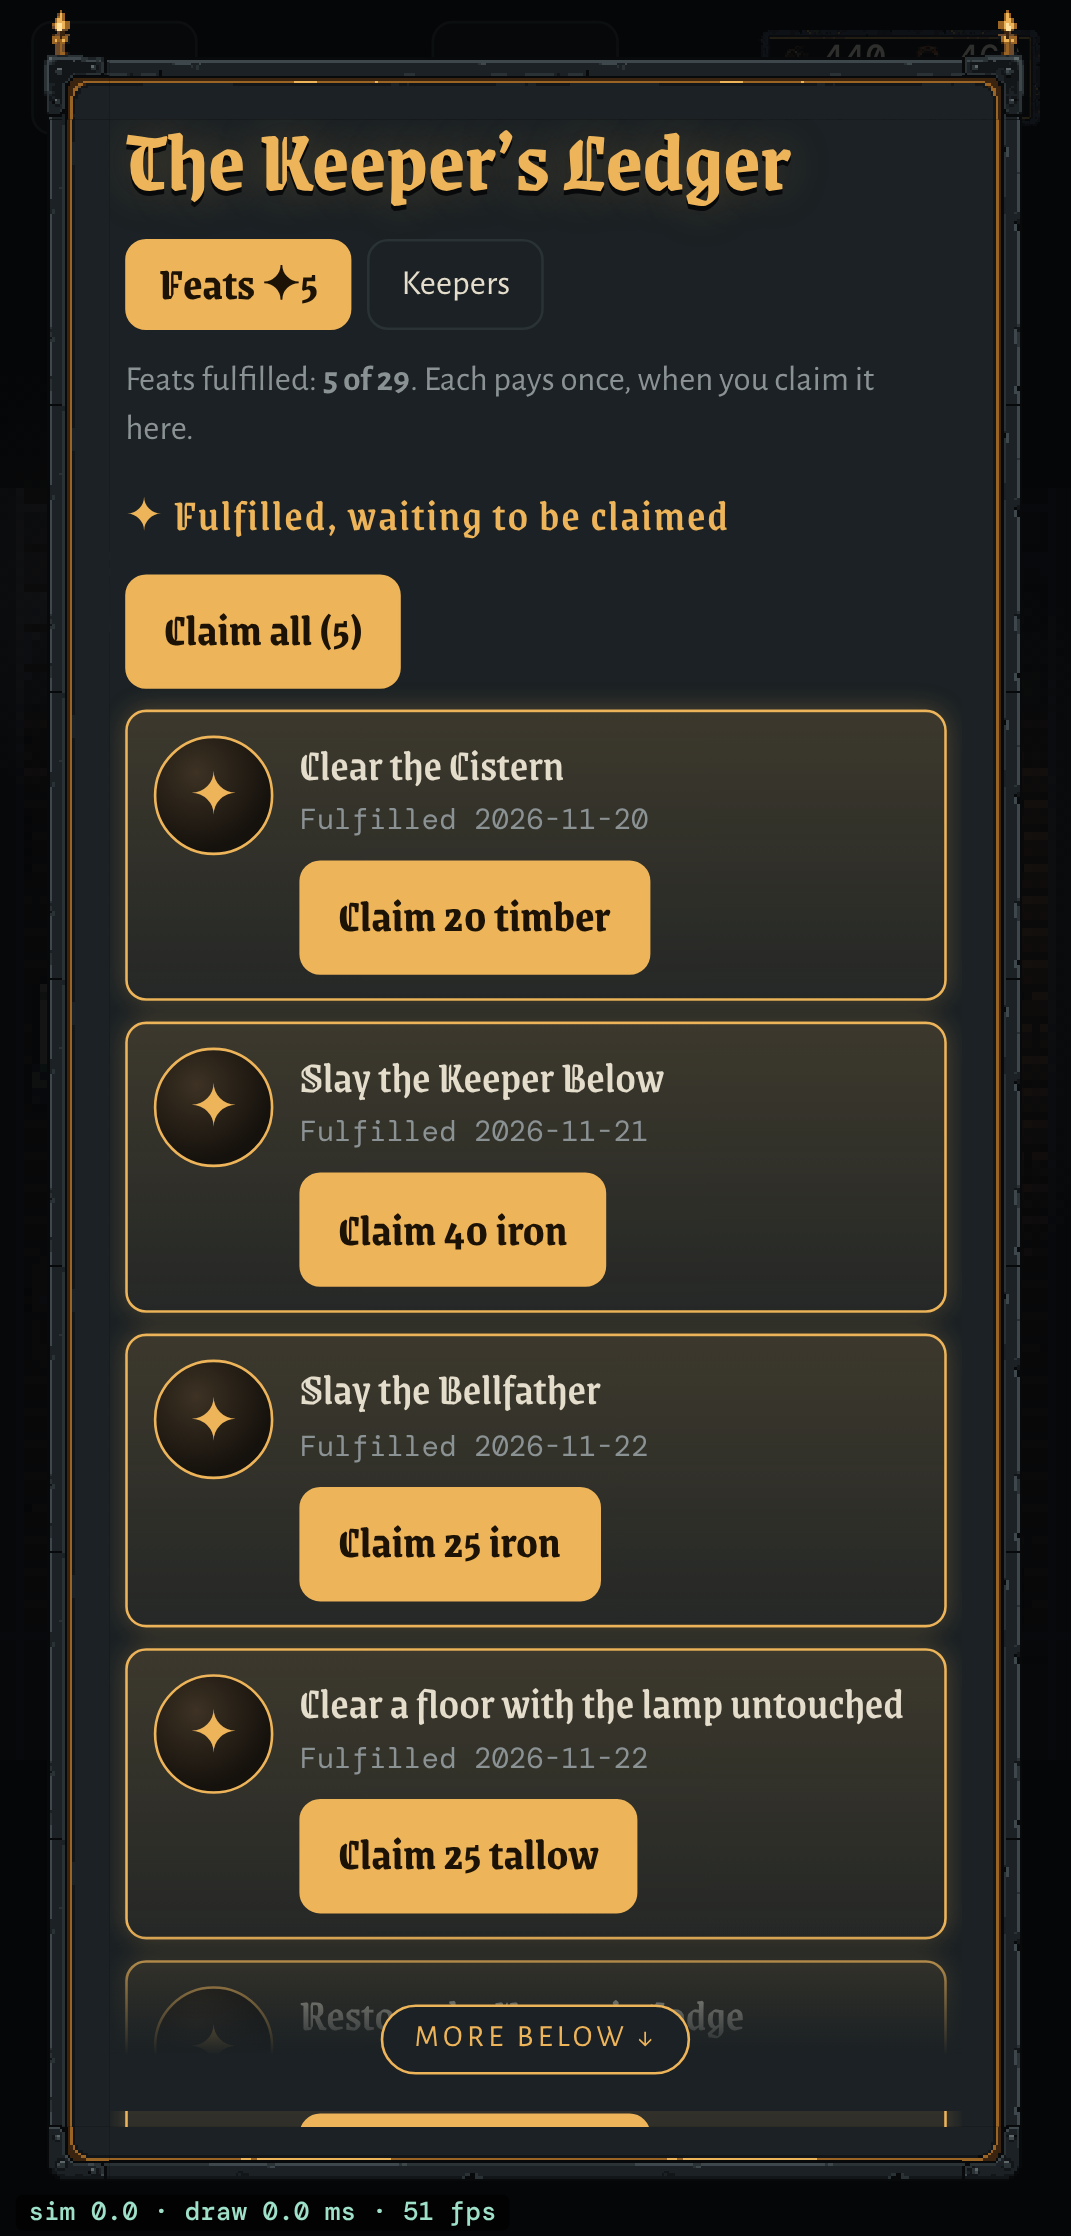 440 46
The Keeper's Ledger
Feats ✦5 Keepers
Feats fulfilled: 5 of 29. Each pays once, when you claim it
here.
✦ Fulfilled, waiting to be claimed
Claim all (5)
Clear the Cistern
Fulfilled 2026-11-20
Claim 20 timber
Slay the Keeper Below
Fulfilled 2026-11-21
Claim 40 iron
Slay the Bellfather
Fulfilled 2026-11-22
Claim 25 iron
Clear a floor with the lamp untouched
Fulfilled 2026-11-22
Claim 25 tallow
MORE BELOW ↓
sim 0.0 · draw 0.0 ms · 51 fps